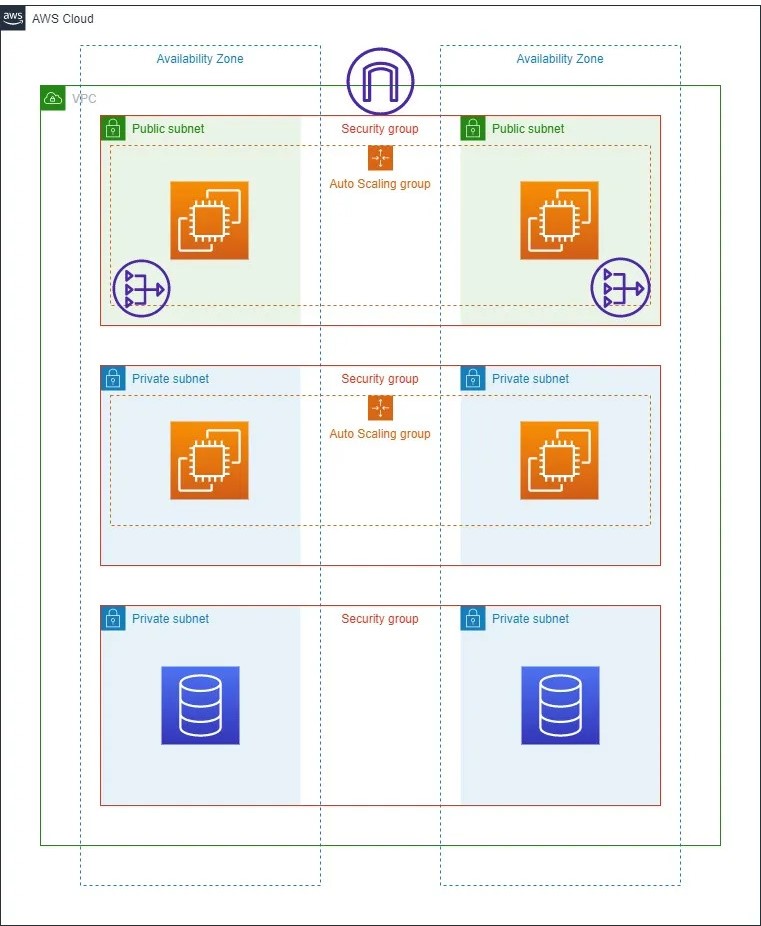 aws
AWS Cloud
Availability Zone
Availability Zone
VPC
Public subnet
Security group
Public subnet
Auto Scaling group
Private subnet
Security group
Private subnet
Auto Scaling group
Private subnet
Security group
Private subnet